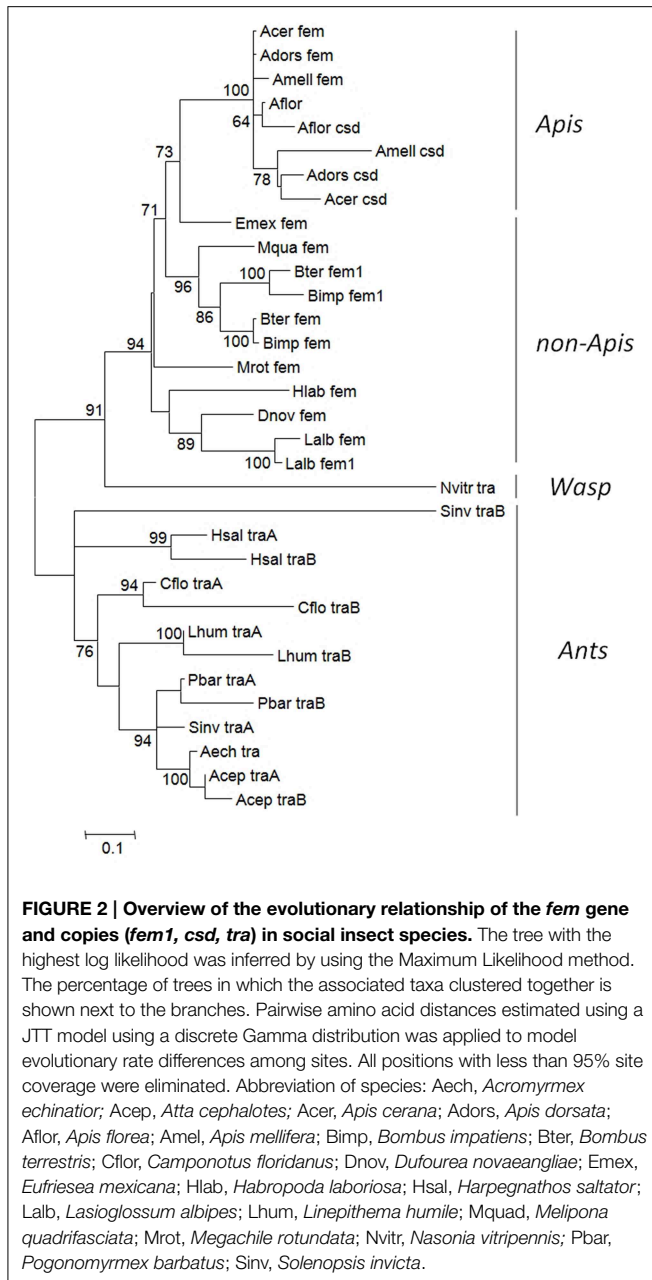 Acer fem
Adors fem
Amell fem
100
Aflor
64
Aflor csd
Apis
Amell csd
73
78
Adors csd
Acer csd
71
Emex fem
Mqua fem
100
Bter fem1
96
Bimp fem1
86
Bter fem
94
100
Bimp fem
non-Apis
Mrot fem
Hlab fem
91
Dnov fem
89
Lalb fem
100
Lalb fem1
Nvitr tra
Wasp
Sinv traB
99
Hsal traA
Hsal traB
94
Cflo traA
Cflo traB
76
100
Lhum traA
Lhum traB
Ants
Pbar traA
Pbar traB
94
Sinv traA
Aech tra
100
Acep traA
Acep traB
0.1
FIGURE 2 | Overview of the evolutionary relationship of the fem gene
and copies (fem1, csd, tra) in social insect species. The tree with the
highest log likelihood was inferred by using the Maximum Likelihood method.
The percentage of trees in which the associated taxa clustered together is
shown next to the branches. Pairwise amino acid distances estimated using a
JTT model using a discrete Gamma distribution was applied to model
evolutionary rate differences among sites. All positions with less than 95% site
coverage were eliminated. Abbreviation of species: Aech, Acromyrmex
echinatior; Acep, Atta cephalotes; Acer, Apis cerana; Adors, Apis dorsata;
Aflor, Apis florea; Amel, Apis mellifera; Bimp, Bombus impatiens; Bter, Bombus
terrestris; Cflor, Camponotus floridanus; Dnov, Dufourea novaeangliae; Emex,
Eufriesea mexicana; Hlab, Habropoda laboriosa; Hsal, Harpegnathos saltator;
Lalb, Lasioglossum albipes; Lhum, Linepithema humile; Mquad, Melipona
quadrifasciata; Mrot, Megachile rotundata; Nvitr, Nasonia vitripennis; Pbar,
Pogonomyrmex barbatus; Sinv, Solenopsis invicta.